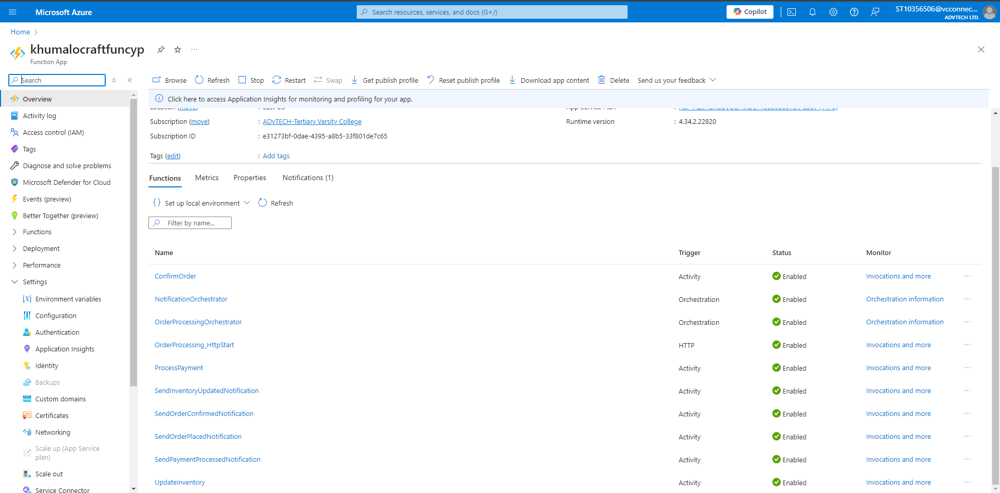 Microsoft Azure
Search resources, services, and docs (G+/)
Copilot
ST10356506@vcconnec...
ADVTECH LTD.
Home
khumalocraftfuncyp
Function App
Search
Browse Refresh Stop Restart Swap Get publish profile Reset publish profile Download app content Delete Send us your feedback
Click here to access Application Insights for monitoring and profiling for your app.
Overview
Activity log
Access control (IAM)
Tags
Diagnose and solve problems
Microsoft Defender for Cloud
Events (preview)
Better Together (preview)
Functions
Deployment
Performance
Settings
Environment variables
Configuration
Authentication
Application Insights
Identity
Backups
Custom domains
Certificates
Networking
Scale up (App Service
plan)
Scale out
Service Connector
Location (move) : East US
App Service Plan :
Subscription (move) : ADvTECH-Tertiary Varsity College
Runtime version : 4.34.2.22820
Subscription ID : e31273bf-0dae-4395-a8b5-33f801de7c65
Tags (edit) : Add tags
Functions Metrics Properties Notifications (1)
{} Set up local environment Refresh
Filter by name...
Name Trigger Status Monitor
ConfirmOrder Activity Enabled Invocations and more ...
NotificationOrchestrator Orchestration Enabled Orchestration information ...
OrderProcessingOrchestrator Orchestration Enabled Orchestration information ...
OrderProcessing_HttpStart HTTP Enabled Invocations and more ...
ProcessPayment Activity Enabled Invocations and more ...
SendInventoryUpdatedNotification Activity Enabled Invocations and more ...
SendOrderConfirmedNotification Activity Enabled Invocations and more ...
SendOrderPlacedNotification Activity Enabled Invocations and more ...
SendPaymentProcessedNotification Activity Enabled Invocations and more ...
UpdateInventory Activity Enabled Invocations and more ...